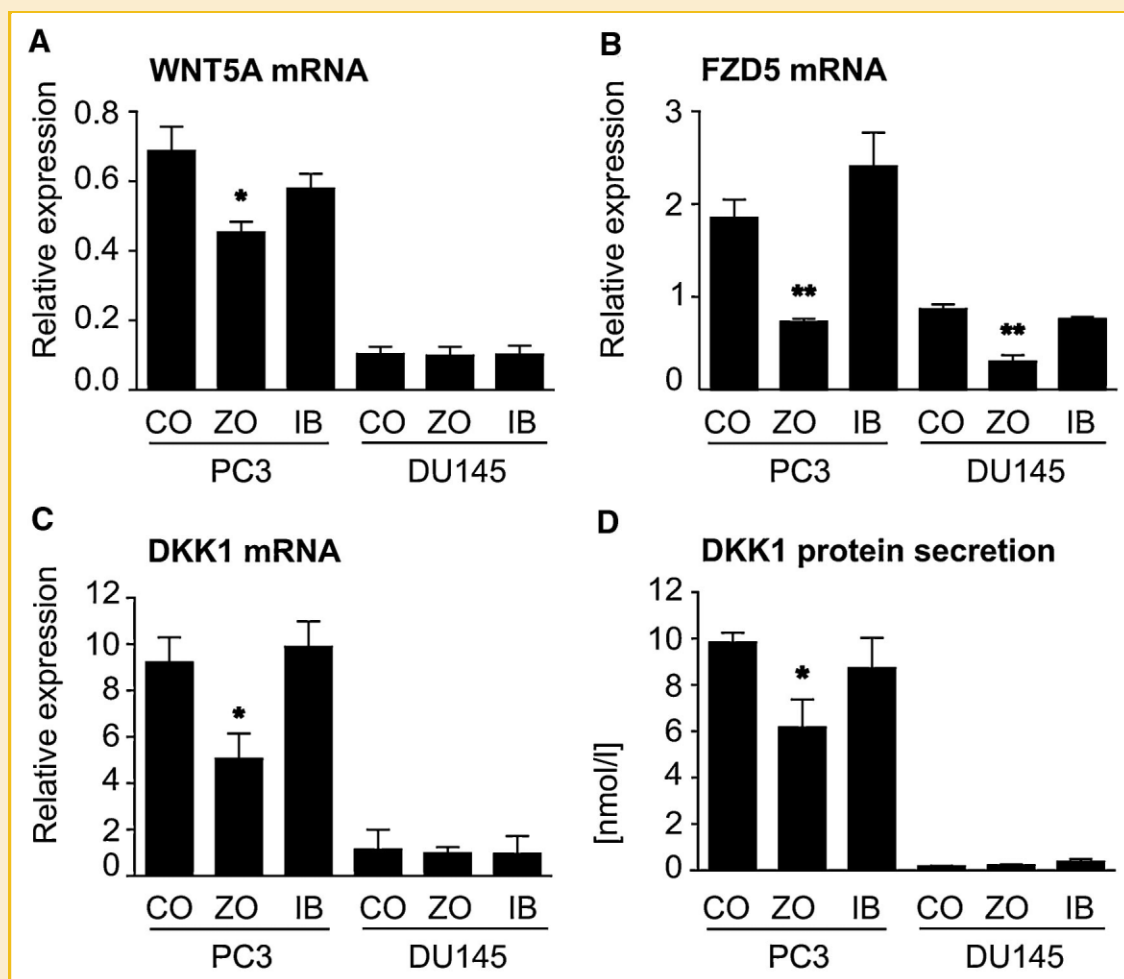 A
WNT5A mRNA
Relative expression
0.8
0.6
0.4
0.2
0.0
*
CO ZO IB CO ZO IB
PC3 DU145
B
FZD5 mRNA
Relative expression
3
2
1
0
**
**
CO ZO IB CO ZO IB
PC3 DU145
C
DKK1 mRNA
Relative expression
12
10
8
6
4
2
0
*
CO ZO IB CO ZO IB
PC3 DU145
D
DKK1 protein secretion
[nmol/l]
12
10
8
6
4
2
0
*
CO ZO IB CO ZO IB
PC3 DU145